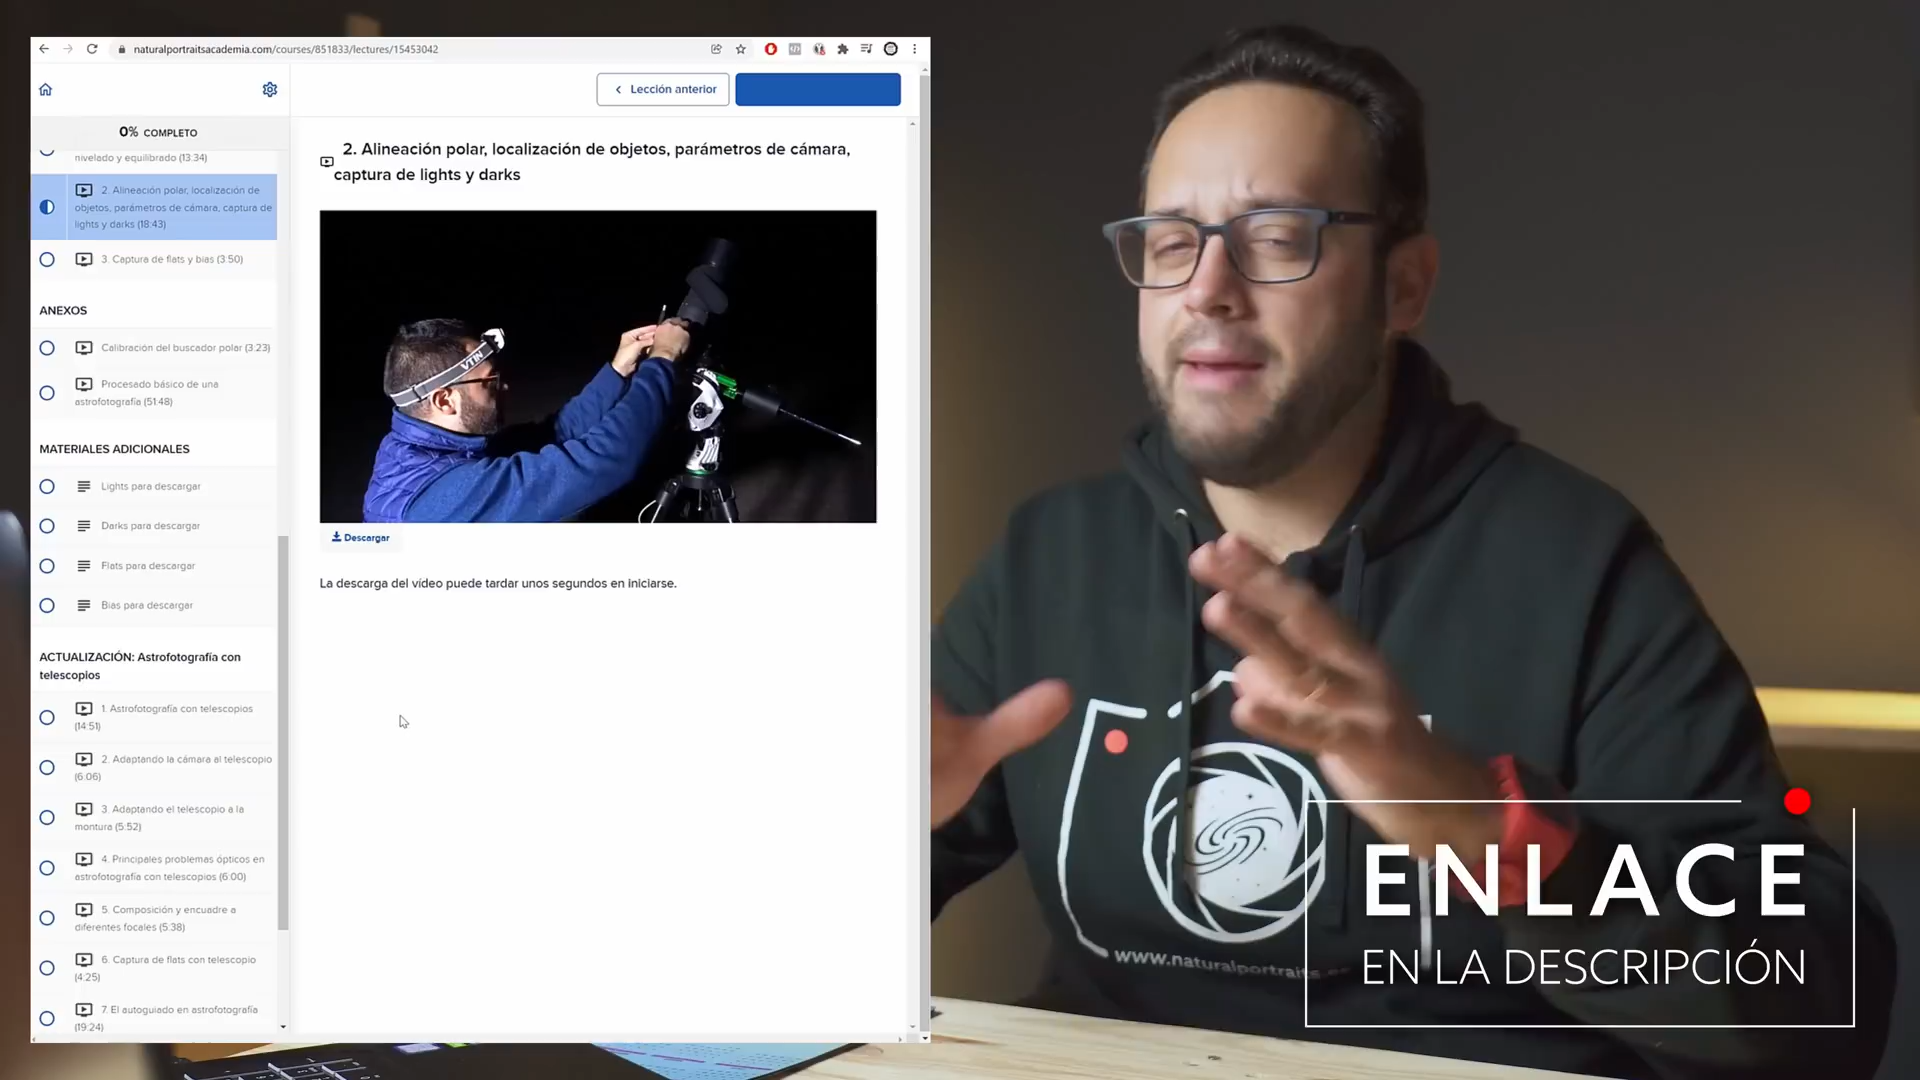 naturalportraitsacademia.com/courses/851833/lectures/15453042
Lección anterior
0% COMPLETO
nivelado y equilibrado (13:34)
2. Alineación polar, localización de
objetos, parámetros de cámara, captura de
lights y darks (18:43)
3. Captura de flats y bias (3:50)
ANEXOS
Calibración del buscador polar (3:23)
Procesado básico de una
astrofotografía (51:48)
MATERIALES ADICIONALES
Lights para descargar
Darks para descargar
Flats para descargar
Bias para descargar
ACTUALIZACIÓN: Astrofotografía con
telescopios
1. Astrofotografía con telescopios
(14:51)
2. Adaptando la cámara al telescopio
(6:06)
3. Adaptando el telescopio a la
montura (5:52)
4. Principales problemas ópticos en
astrofotografía con telescopios (6:00)
5. Composición y encuadre a
diferentes focales (5:38)
6. Captura de flats con telescopio
(4:25)
7. El autoguiado en astrofotografía
(19:24)
2. Alineación polar, localización de objetos, parámetros de cámara,
captura de lights y darks
VTIN
Descargar
La descarga del vídeo puede tardar unos segundos en iniciarse.
www.naturalportraits.
ENLACE
EN LA DESCRIPCIÓN